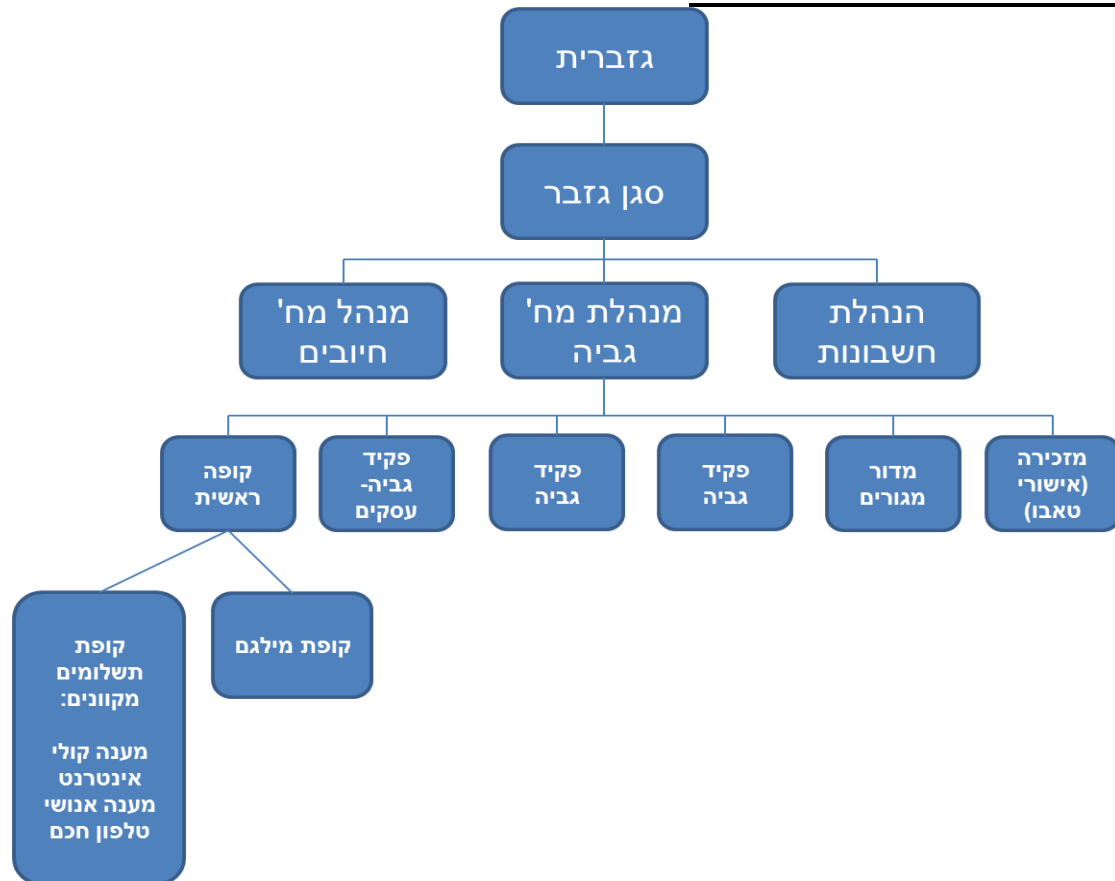 גזברית
סגן גזבר
הנהלת
חשבונות
מנהלת מח'
גביה
מנהל מח'
חיובים
מזכירה
(אישורי
טאבו)
מדור
מגורים
פקיד
גביה
פקיד
גביה
פקיד
גביה-
עסקים
קופה
ראשית
קופת מילגם
קופת
תשלומים
מקוונים:
מענה קולי
אינטרנט
מענה אנושי
טלפון חכם